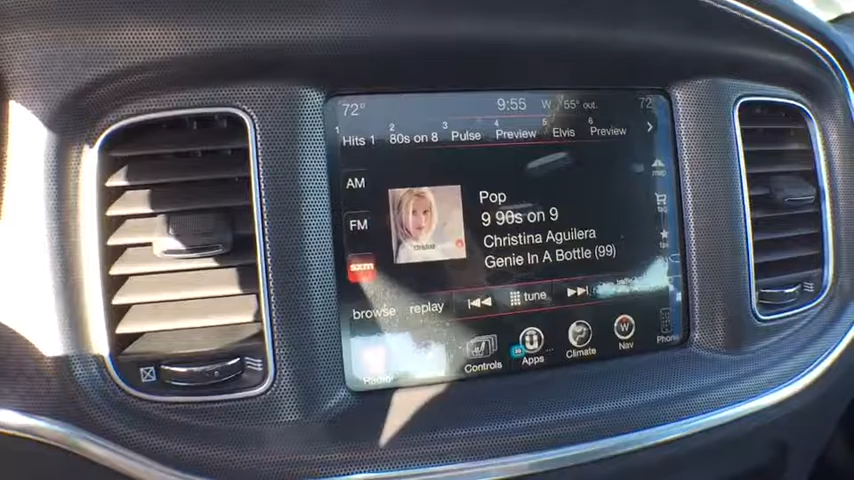 72° 9:55 W 55° out. 72
1 2 3 4 5 6
Hits 1 80s on 8 Pulse Preview Elvis Preview
AM
FM
sxm
Pop
9 90s on 9
Christina Aguilera
Genie In A Bottle (99)
map
browse replay tune
Radio Controls Apps Climate Nav Phone